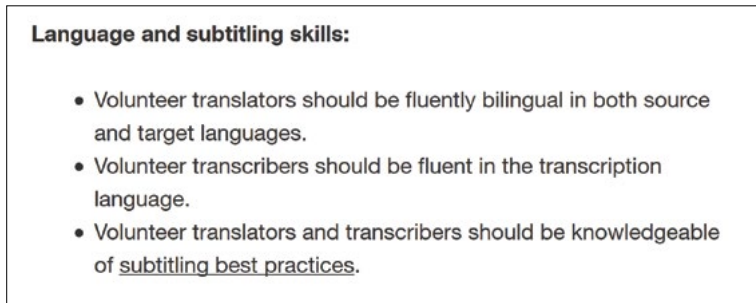 Language and subtitling skills:
• Volunteer translators should be fluently bilingual in both source
and target languages.
• Volunteer transcribers should be fluent in the transcription
language.
• Volunteer translators and transcribers should be knowledgeable
of subtitling best practices.